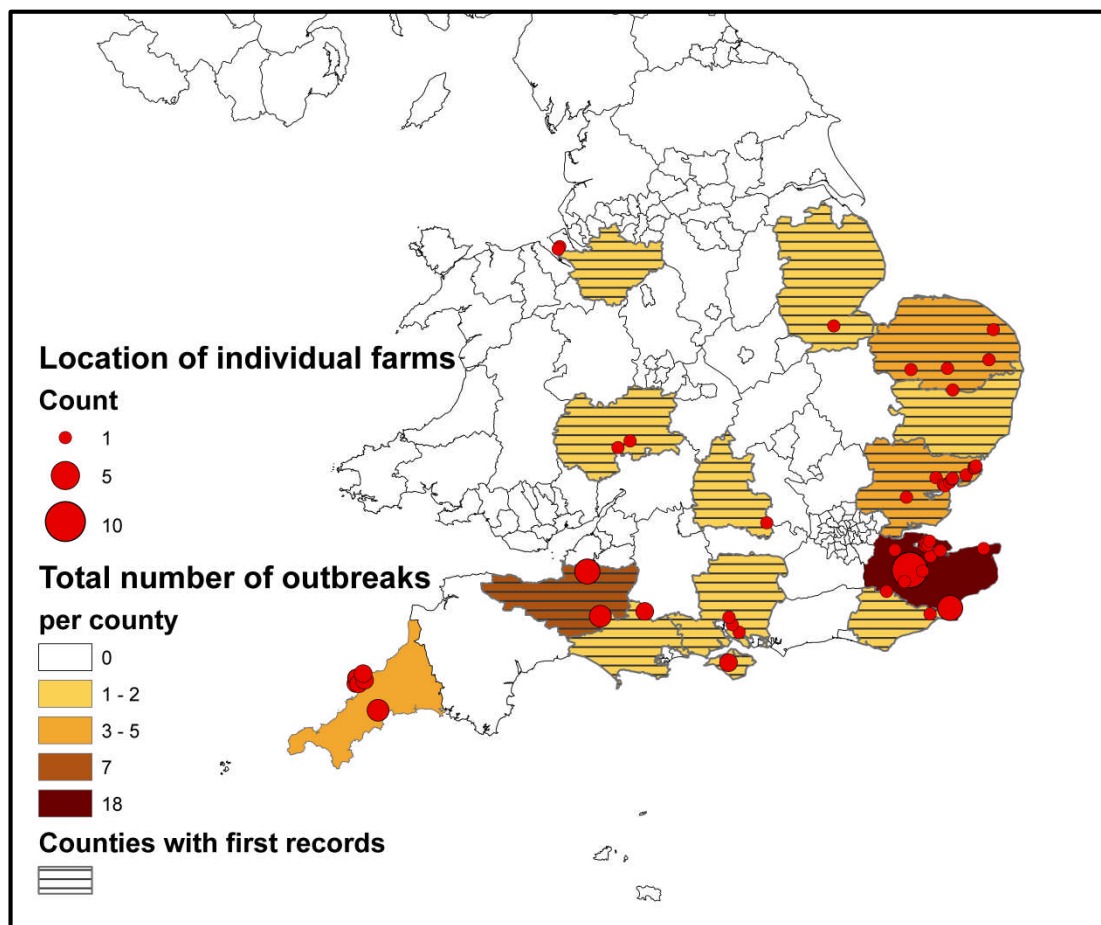 Location of individual farms
Count
1
5
10
Total number of outbreaks
per county
0
1 - 2
3 - 5
7
18
Counties with first records